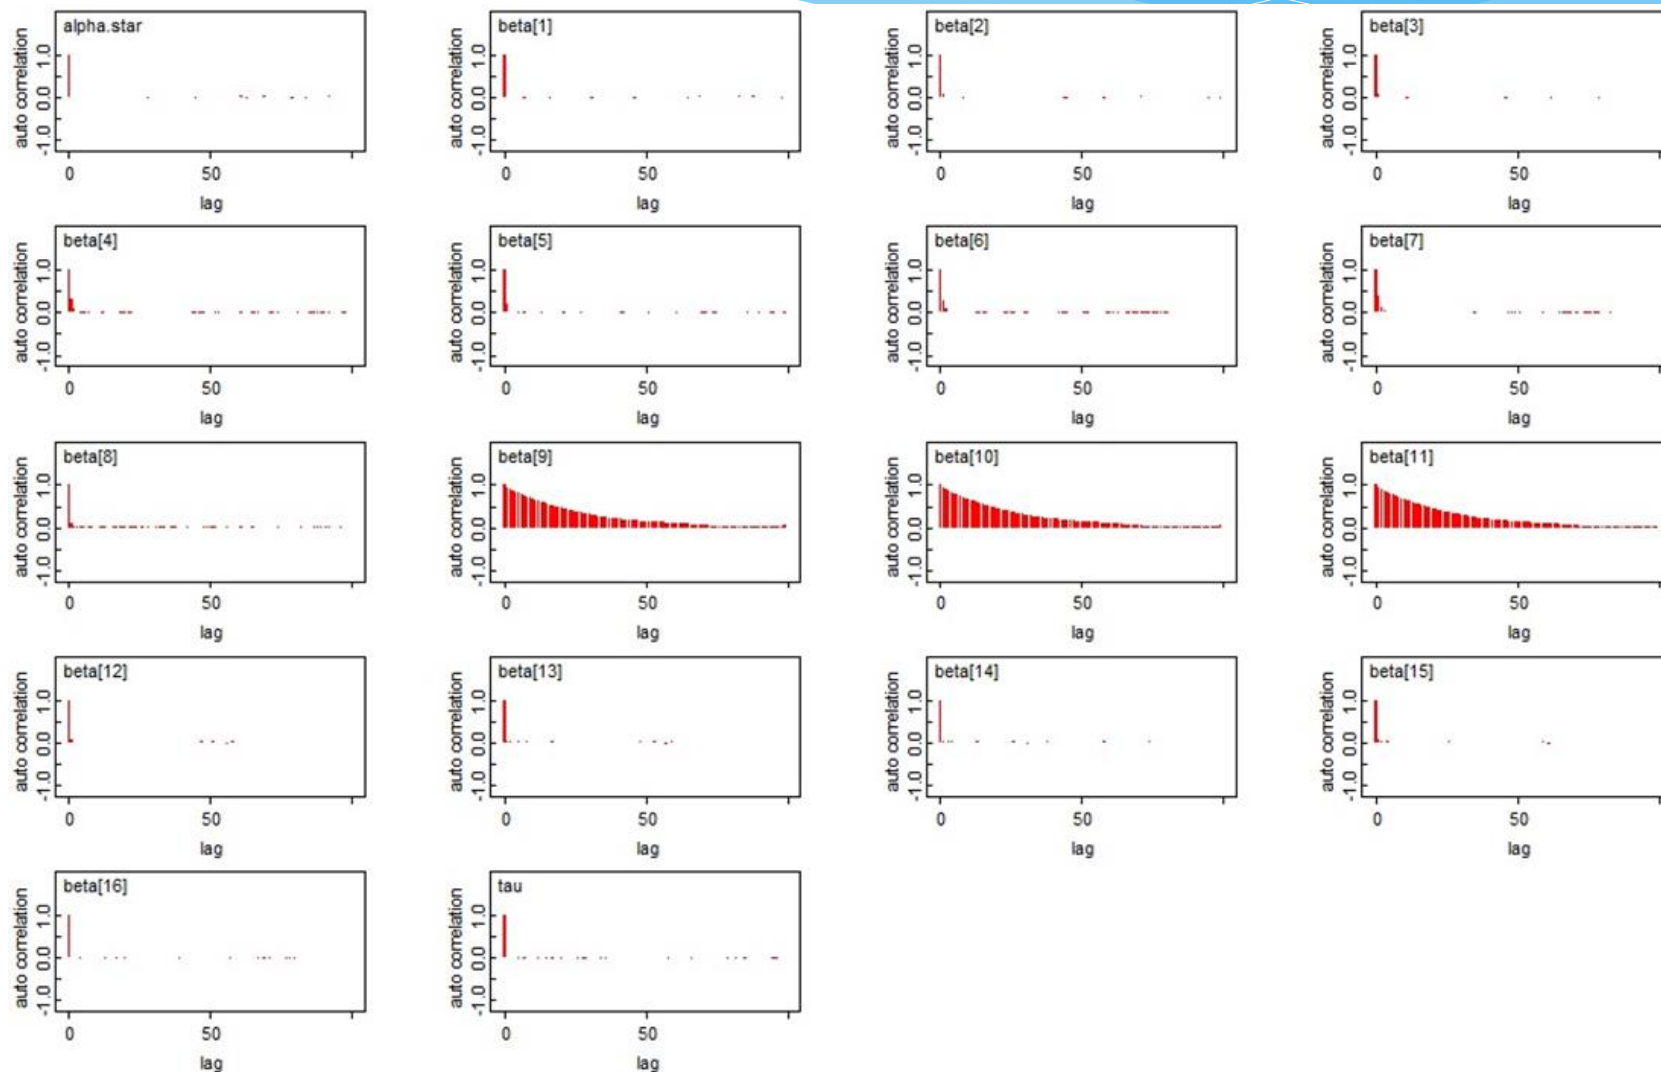 alpha.star
auto correlation
-1.0 0.0 1.0
0 50
lag
beta[1]
auto correlation
-1.0 0.0 1.0
0 50
lag
beta[2]
auto correlation
-1.0 0.0 1.0
0 50
lag
beta[3]
auto correlation
-1.0 0.0 1.0
0 50
lag
beta[4]
auto correlation
-1.0 0.0 1.0
0 50
lag
beta[5]
auto correlation
-1.0 0.0 1.0
0 50
lag
beta[6]
auto correlation
-1.0 0.0 1.0
0 50
lag
beta[7]
auto correlation
-1.0 0.0 1.0
0 50
lag
beta[8]
auto correlation
-1.0 0.0 1.0
0 50
lag
beta[9]
auto correlation
-1.0 0.0 1.0
0 50
lag
beta[10]
auto correlation
-1.0 0.0 1.0
0 50
lag
beta[11]
auto correlation
-1.0 0.0 1.0
0 50
lag
beta[12]
auto correlation
-1.0 0.0 1.0
0 50
lag
beta[13]
auto correlation
-1.0 0.0 1.0
0 50
lag
beta[14]
auto correlation
-1.0 0.0 1.0
0 50
lag
beta[15]
auto correlation
-1.0 0.0 1.0
0 50
lag
beta[16]
auto correlation
-1.0 0.0 1.0
0 50
lag
tau
auto correlation
-1.0 0.0 1.0
0 50
lag